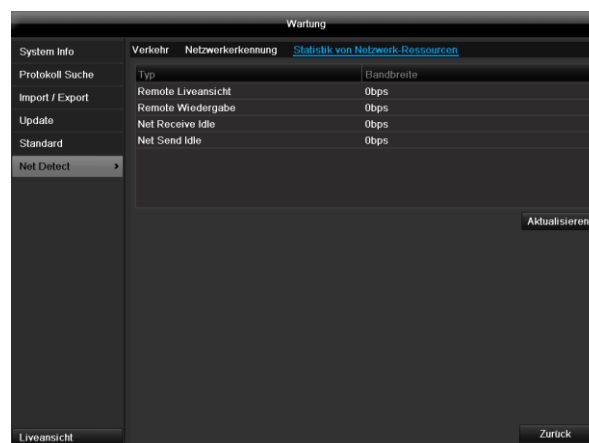 Wartung
System Info
Protokoll Suche
Import / Export
Update
Standard
Net Detect >
Liveansicht
Verkehr Netzwerkerkennung Statistik von Netzwerk-Ressourcen
Typ Bandbreite
Remote Liveansicht 0bps
Remote Wiedergabe 0bps
Net Receive Idle 0bps
Net Send Idle 0bps
Aktualisieren
Zurück